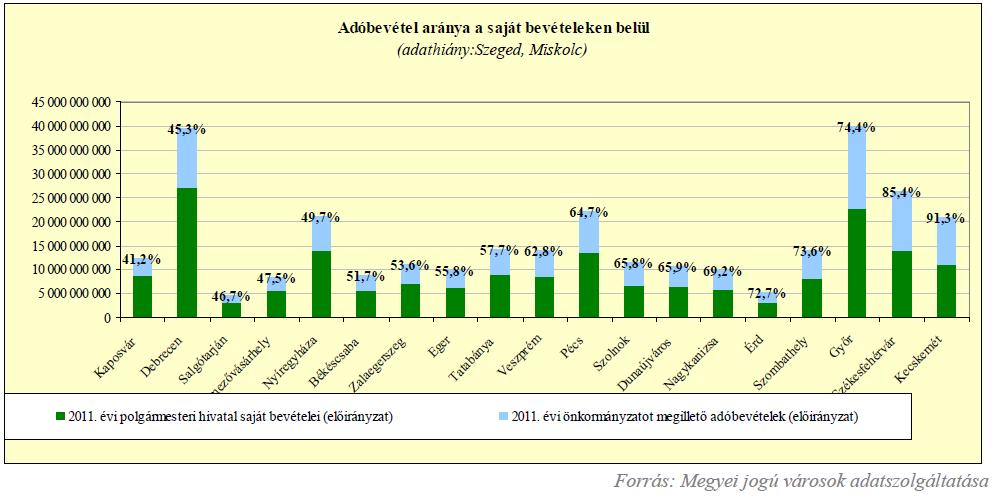 Adóbevétel aránya a saját bevételeken belül
(adathiány:Szeged, Miskolc)
45 000 000 000
40 000 000 000
35 000 000 000
30 000 000 000
25 000 000 000
20 000 000 000
15 000 000 000
10 000 000 000
5 000 000 000
0
41,2%
45,3%
46,7%
47,5%
49,7%
51,7%
53,6%
55,8%
57,7%
62,8%
64,7%
65,8%
65,9%
69,2%
72,7%
73,6%
74,4%
85,4%
91,3%
Kaposvár
Debrecen
Salgótarján
mezővásárhely
Nyíregyháza
Békéscsaba
Zalaegerszeg
Eger
Tatabánya
Veszprém
Pécs
Szolnok
Dunaújváros
Nagykanizsa
Érd
Szombathely
Győr
Székesfehérvár
Kecskemét
2011. évi polgármesteri hivatal saját bevételei (előirányzat)
2011. évi önkormányzatot megillető adóbevételek (előirányzat)
Forrás: Megyei jogú városok adatszolgáltatása